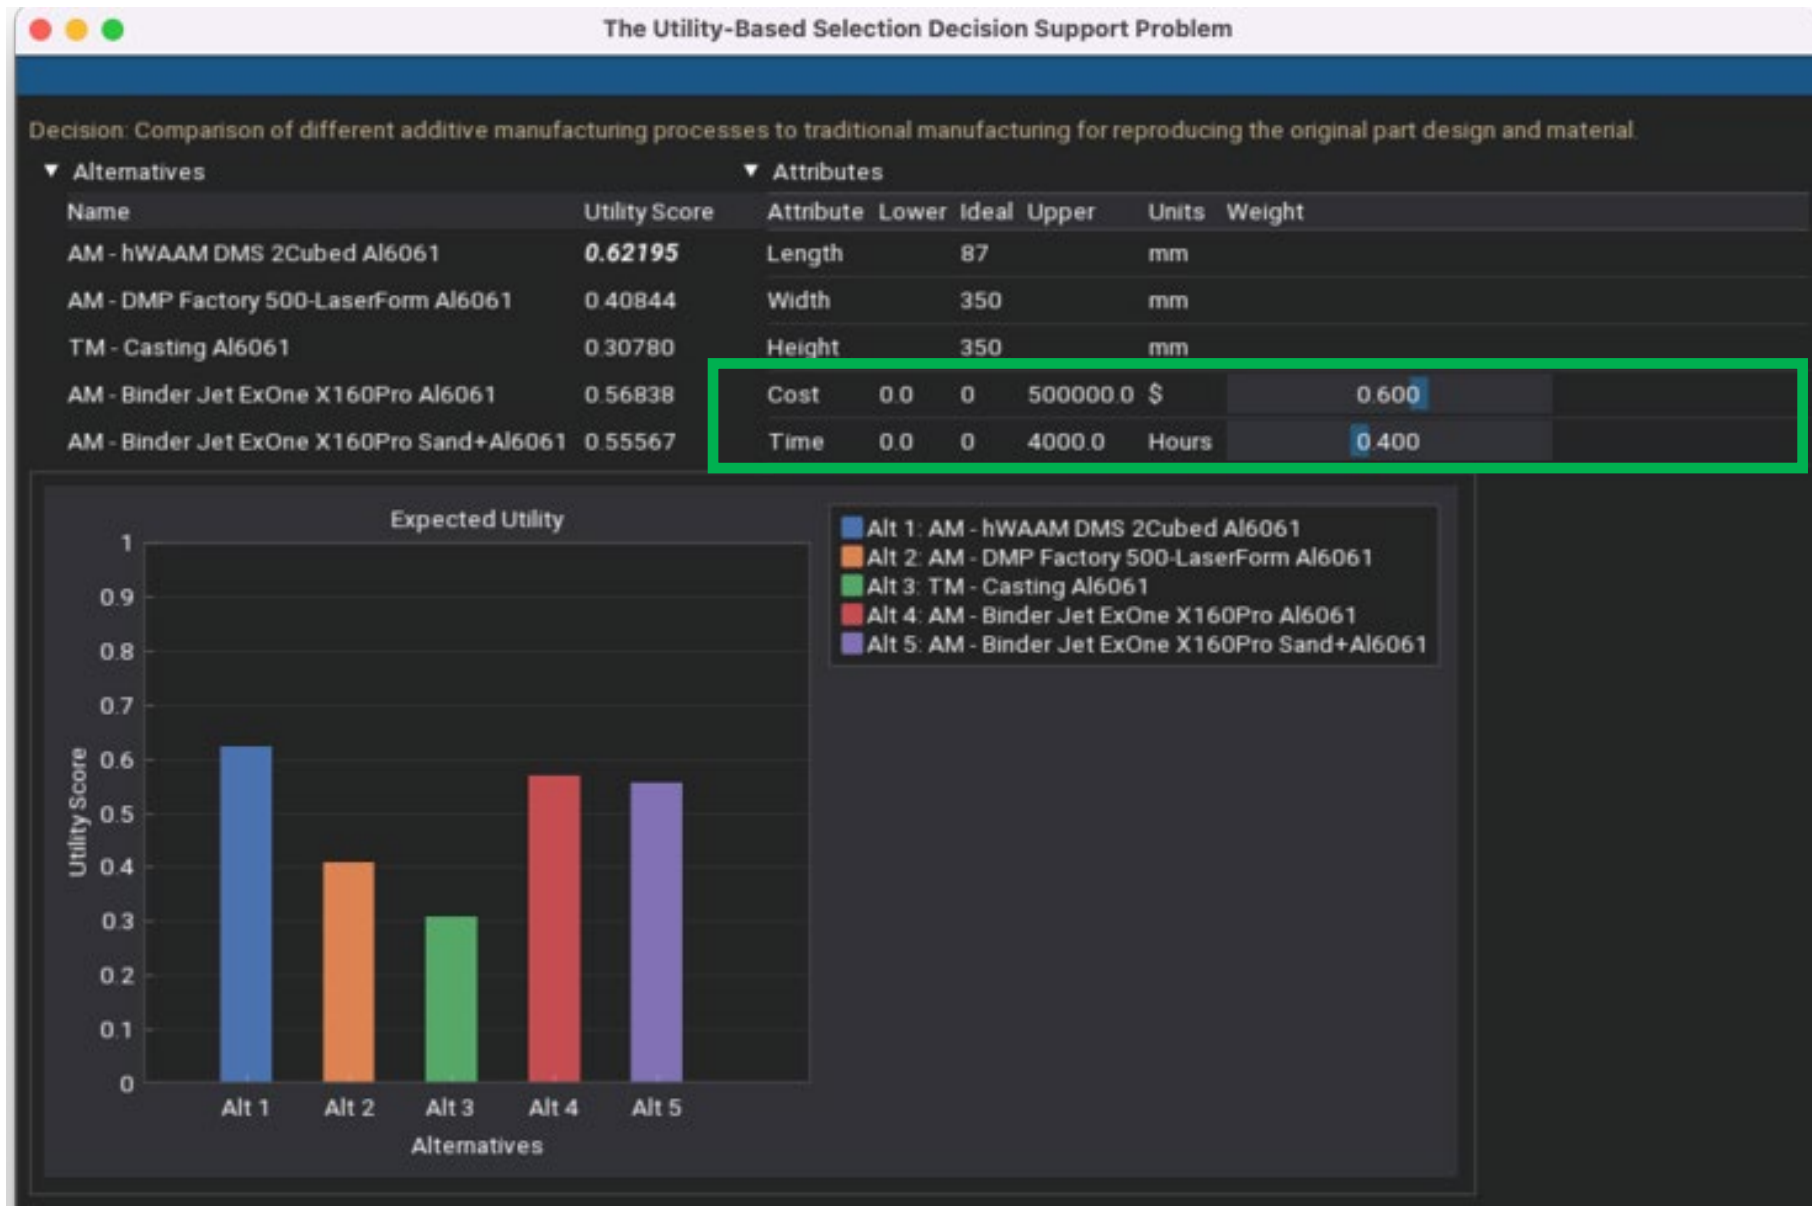 The Utility-Based Selection Decision Support Problem
Decision: Comparison of different additive manufacturing processes to traditional manufacturing for reproducing the original part design and material.
▼ Alternatives
Name Utility Score
AM - hWAAM DMS 2Cubed Al6061 0.62195
AM - DMP Factory 500-LaserForm Al6061 0.40844
TM - Casting Al6061 0.30780
AM - Binder Jet ExOne X160Pro Al6061 0.56838
AM - Binder Jet ExOne X160Pro Sand+Al6061 0.55567
▼ Attributes
Attribute Lower Ideal Upper Units Weight
Length 87 mm
Width 350 mm
Height 350 mm
Cost 0.0 0 500000.0 $ 0.600
Time 0.0 0 4000.0 Hours 0.400
Expected Utility
1
0.9
0.8
0.7
0.6
0.5
0.4
0.3
0.2
0.1
0
Utility Score
Alt 1 Alt 2 Alt 3 Alt 4 Alt 5
Alternatives
Alt 1: AM - hWAAM DMS 2Cubed Al6061
Alt 2: AM - DMP Factory 500-LaserForm Al6061
Alt 3: TM - Casting Al6061
Alt 4: AM - Binder Jet ExOne X160Pro Al6061
Alt 5: AM - Binder Jet ExOne X160Pro Sand+Al6061